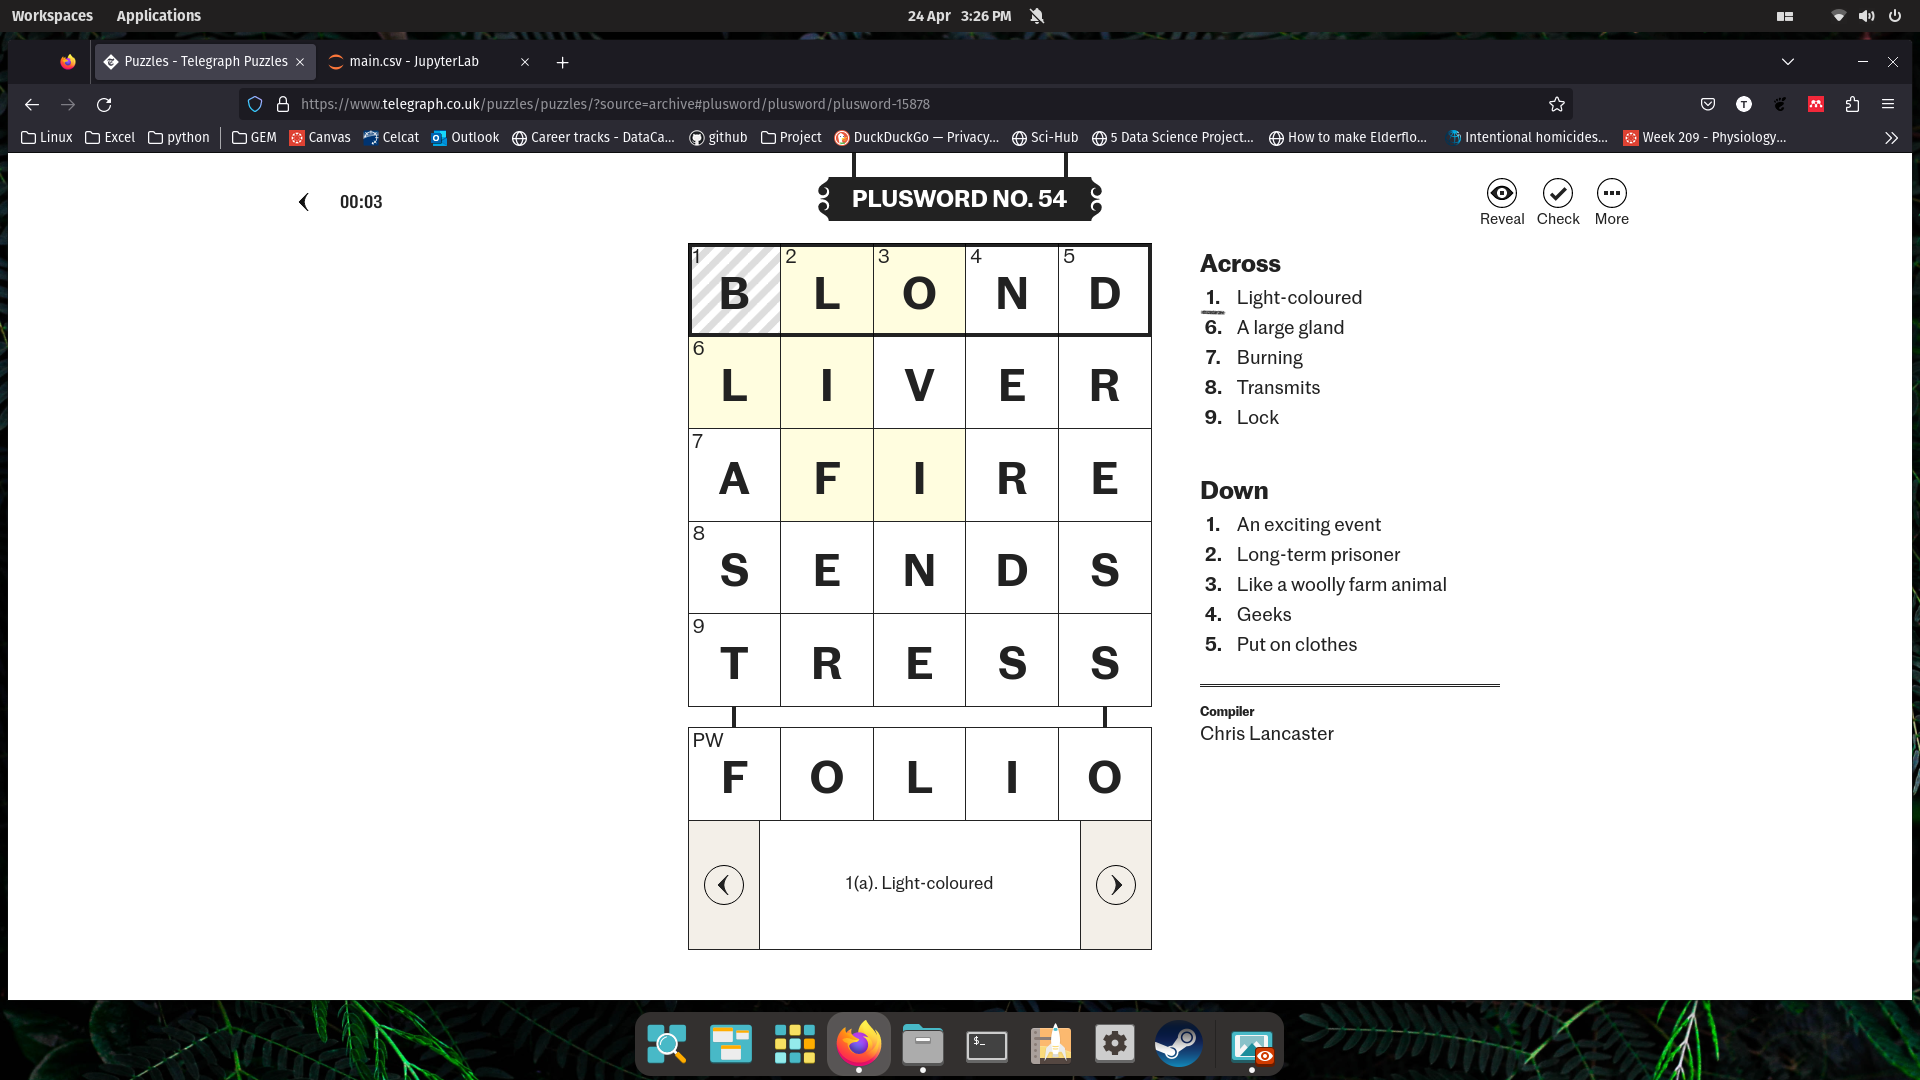 Workspaces Applications 24 Apr 3:26 PM
Puzzles - Telegraph Puzzles main.csv - JupyterLab
https://www.telegraph.co.uk/puzzles/puzzles/?source=archive#plusword/plusword/plusword-15878
Linux Excel python GEM Canvas Celcat Outlook Career tracks - DataCa... github Project DuckDuckGo — Privacy... Sci-Hub 5 Data Science Project... How to make Elderflo... Intentional homicides... Week 209 - Physiology...
00:03
PLUSWORD NO. 54
Reveal Check More
1 B 2 L 3 O 4 N 5 D
6 L I V E R
7 A F I R E
8 S E N D S
9 T R E S S
PW F O L I O
1(a). Light-coloured
Across
1. Light-coloured
6. A large gland
7. Burning
8. Transmits
9. Lock
Down
1. An exciting event
2. Long-term prisoner
3. Like a woolly farm animal
4. Geeks
5. Put on clothes
Compiler
Chris Lancaster